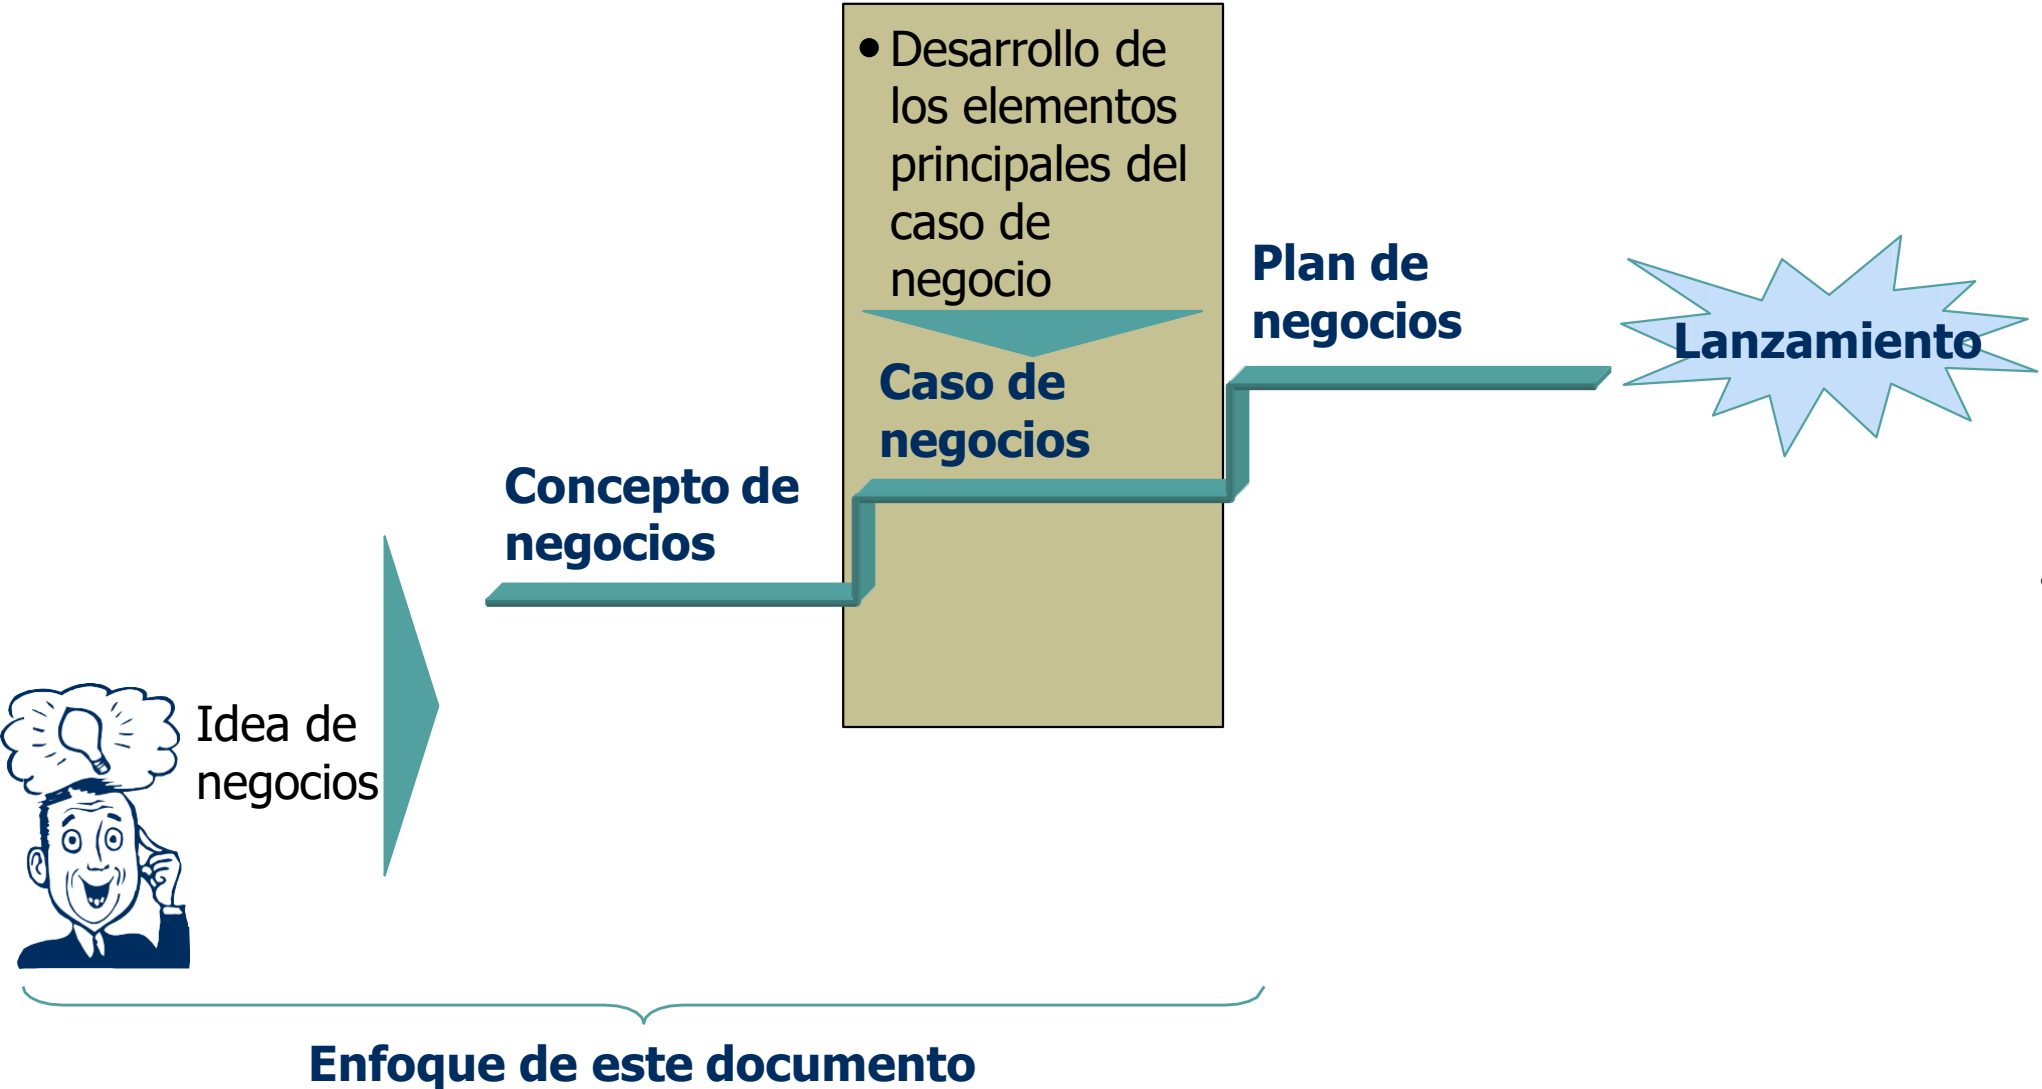 • Desarrollo de
los elementos
principales del
caso de
negocio
Plan de
negocios
Lanzamiento
Caso de
negocios
Concepto de
negocios
Idea de
negocios
Enfoque de este documento